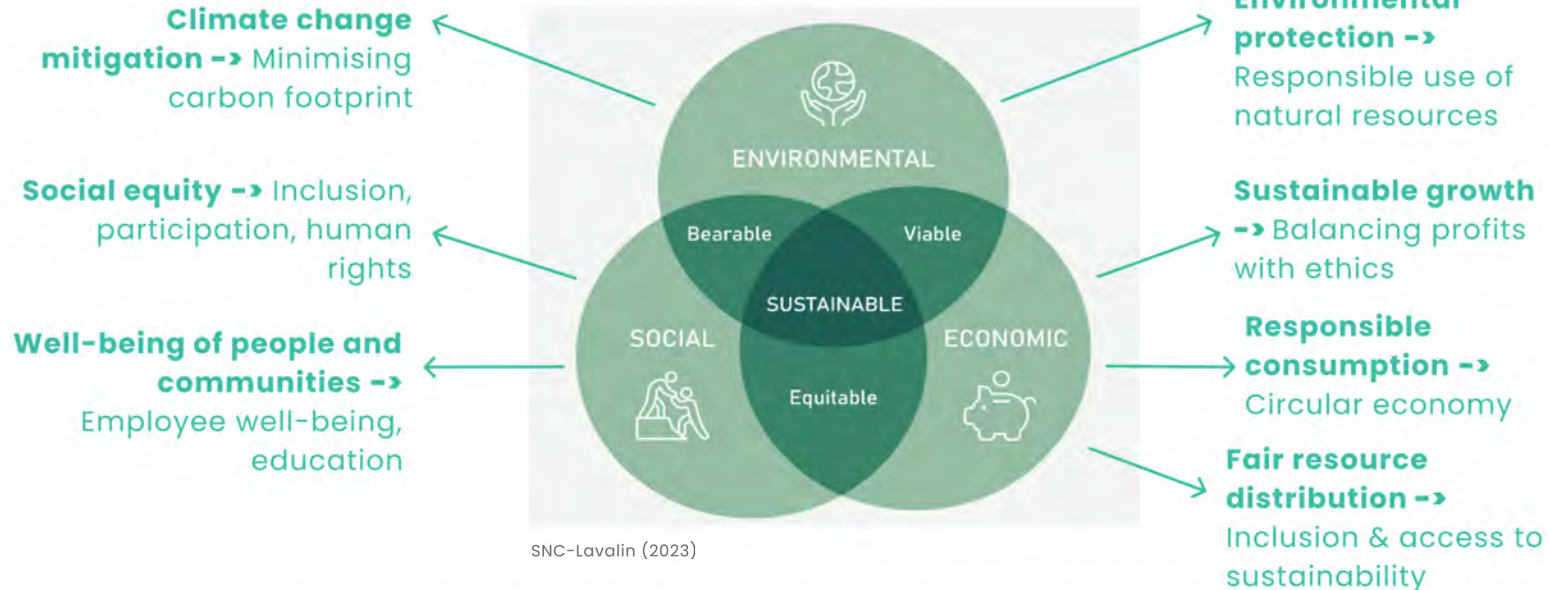 Climate change
mitigation -> Minimising
carbon footprint
Social equity -> Inclusion,
participation, human
rights
Well-being of people and
communities ->
Employee well-being,
education
ENVIRONMENTAL
Bearable
Viable
SUSTAINABLE
SOCIAL
ECONOMIC
Equitable
SNC-Lavalin (2023)
Environmental
protection ->
Responsible use of
natural resources
Sustainable growth
-> Balancing profits
with ethics
Responsible
consumption ->
Circular economy
Fair resource
distribution ->
Inclusion & access to
sustainability